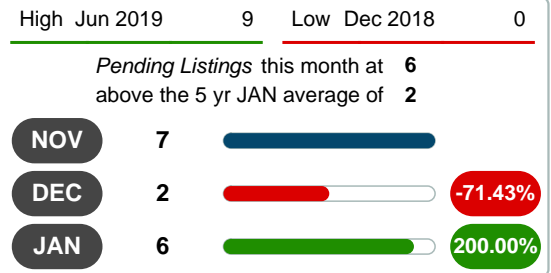 High Jun 2019 9 Low Dec 2018 0
Pending Listings this month at 6
above the 5 yr JAN average of 2
NOV 7
DEC 2 -71.43%
JAN 6 200.00%